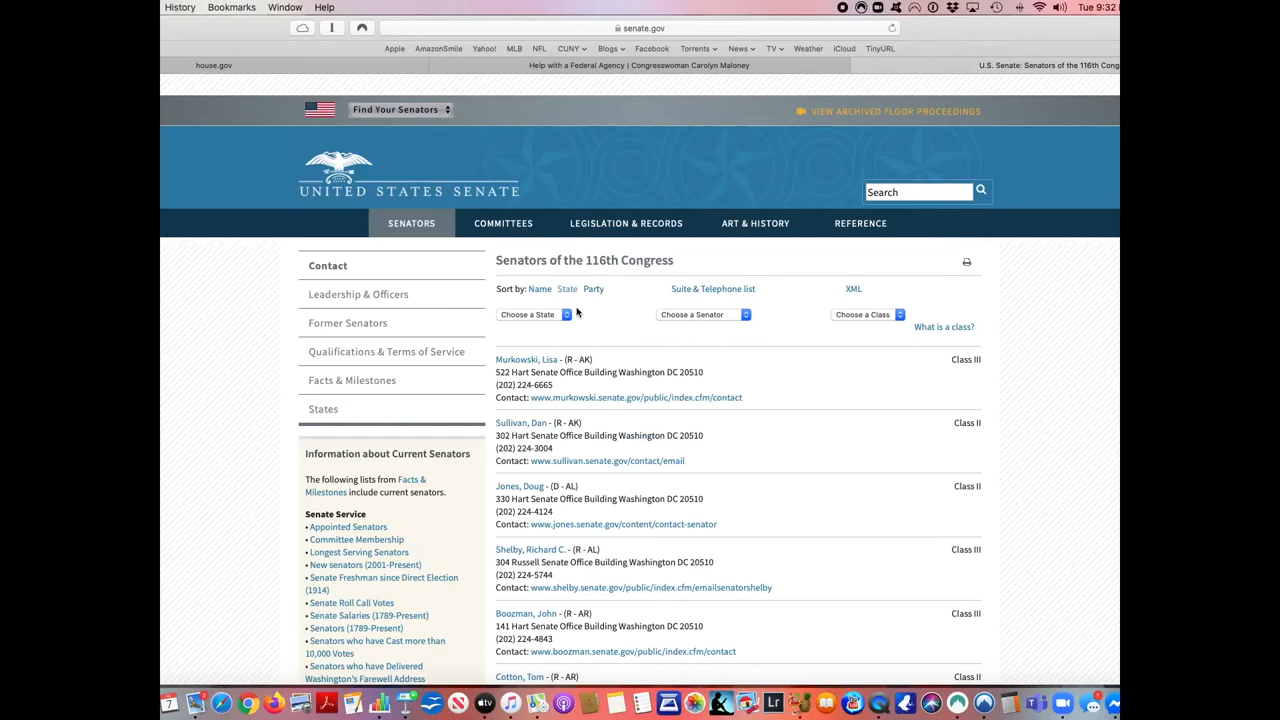 History Bookmarks Window Help
Tue 9:32
senate.gov
Apple AmazonSmile Yahoo! MLB NFL CUNY Blogs Facebook Torrents News TV Weather iCloud TinyURL
house.gov Help with a Federal Agency | Congresswoman Carolyn Maloney U.S. Senate: Senators of the 116th Cong
Find Your Senators VIEW ARCHIVED FLOOR PROCEEDINGS
UNITED STATES SENATE
Search
SENATORS COMMITTEES LEGISLATION & RECORDS ART & HISTORY REFERENCE
Contact
Leadership & Officers
Former Senators
Qualifications & Terms of Service
Facts & Milestones
States
Information about Current Senators
The following lists from Facts &
Milestones include current senators.
Senate Service
• Appointed Senators
• Committee Membership
• Longest Serving Senators
• New senators (2001-Present)
• Senate Freshman since Direct Election
(1914)
• Senate Roll Call Votes
• Senate Salaries (1789-Present)
• Senators (1789-Present)
• Senators who have Cast more than
10,000 Votes
• Senators who have Delivered
Washington's Farewell Address
Senators of the 116th Congress
Sort by: Name State Party Suite & Telephone list XML
Choose a State Choose a Senator Choose a Class
What is a class?
Murkowski, Lisa - (R - AK) Class III
522 Hart Senate Office Building Washington DC 20510
(202) 224-6665
Contact: www.murkowski.senate.gov/public/index.cfm/contact
Sullivan, Dan - (R - AK) Class II
302 Hart Senate Office Building Washington DC 20510
(202) 224-3004
Contact: www.sullivan.senate.gov/contact/email
Jones, Doug - (D - AL) Class II
330 Hart Senate Office Building Washington DC 20510
(202) 224-4124
Contact: www.jones.senate.gov/content/contact-senator
Shelby, Richard C. - (R - AL) Class III
304 Russell Senate Office Building Washington DC 20510
(202) 224-5744
Contact: www.shelby.senate.gov/public/index.cfm/emailsenatorshelby
Boozman, John - (R - AR) Class III
141 Hart Senate Office Building Washington DC 20510
(202) 224-4843
Contact: www.boozman.senate.gov/public/index.cfm/contact
Cotton, Tom - (R - AR) Class II